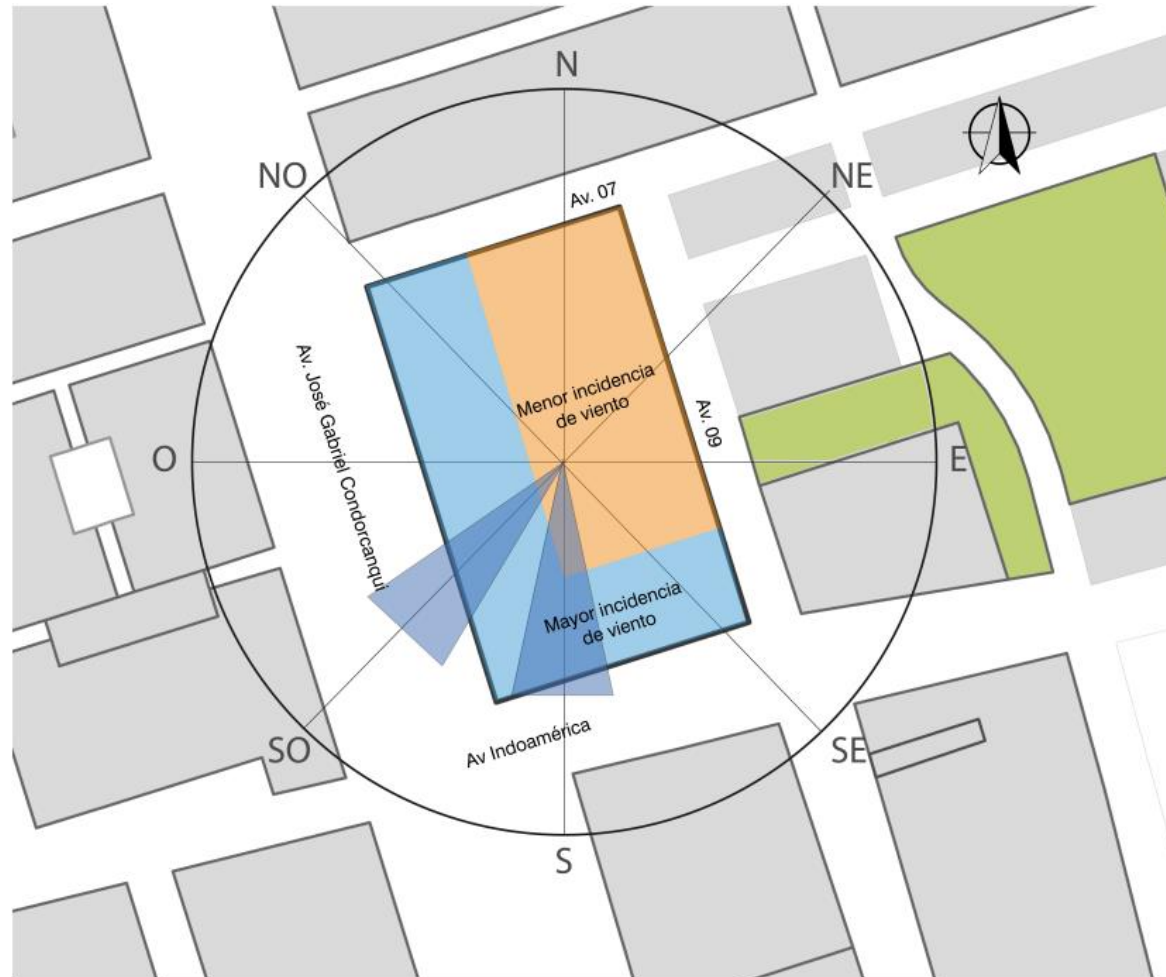 N
NO
NE
Av. 07
Av. José Gabriel Condorcanqui
Menor incidencia
de viento
Av. 09
O
E
Mayor incidencia
de viento
Av Indoamérica
SO
SE
S